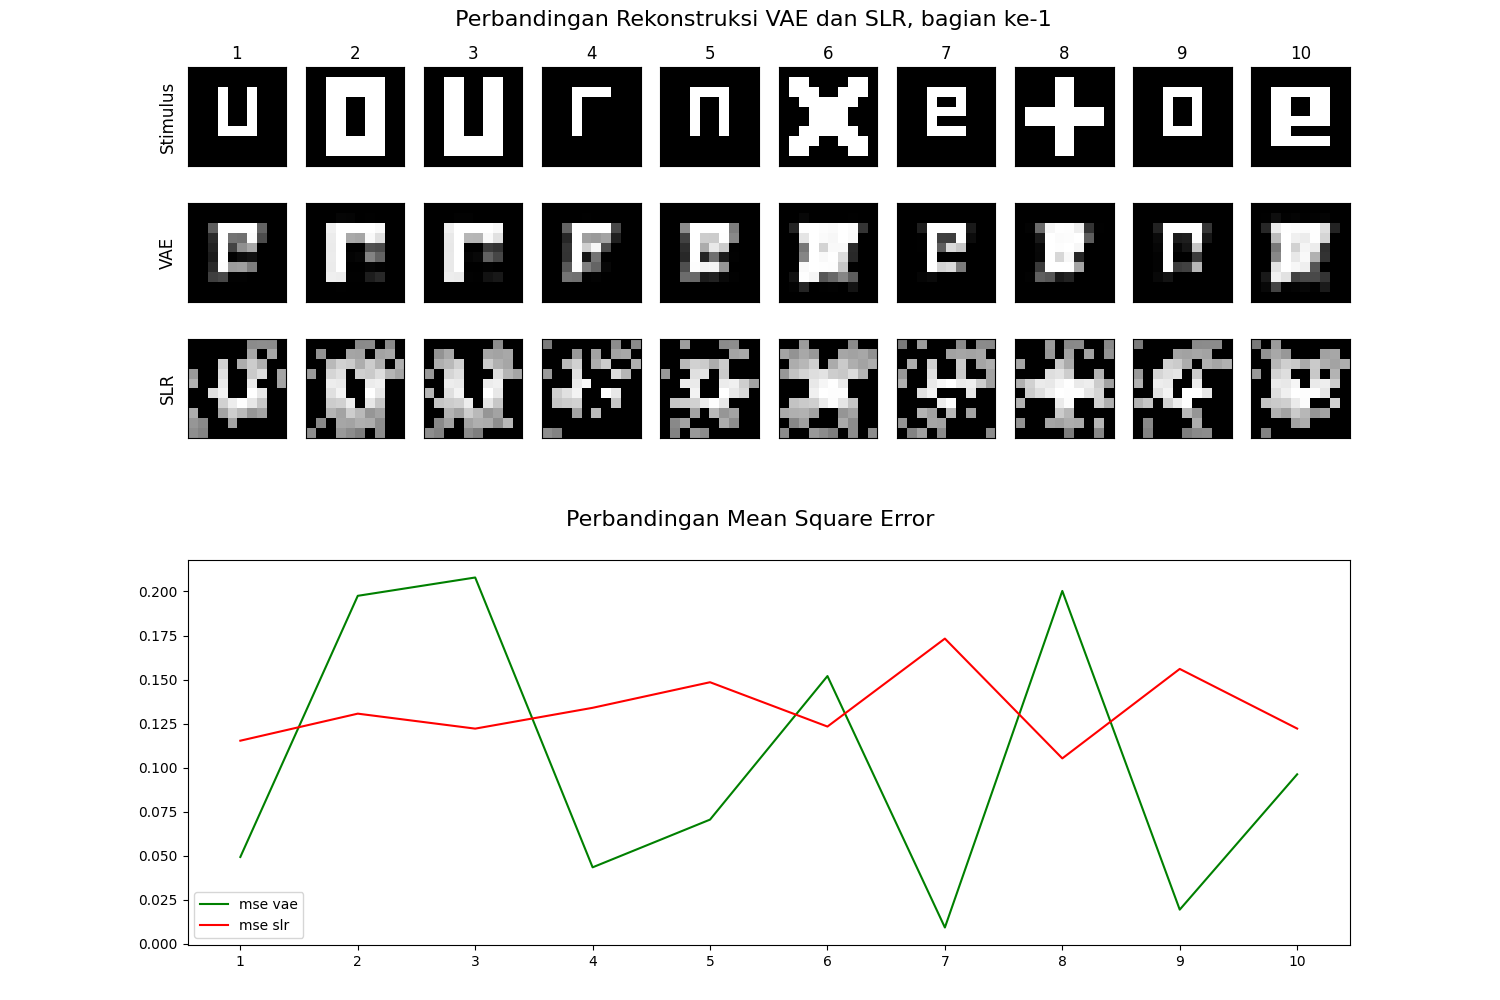 Perbandingan Rekonstruksi VAE dan SLR, bagian ke-1
1 2 3 4 5 6 7 8 9 10
Stimulus
u O U r n X e + o e
VAE
SLR
Perbandingan Mean Square Error
0.200
0.175
0.150
0.125
0.100
0.075
0.050
0.025
0.000
mse vae
mse slr
1 2 3 4 5 6 7 8 9 10